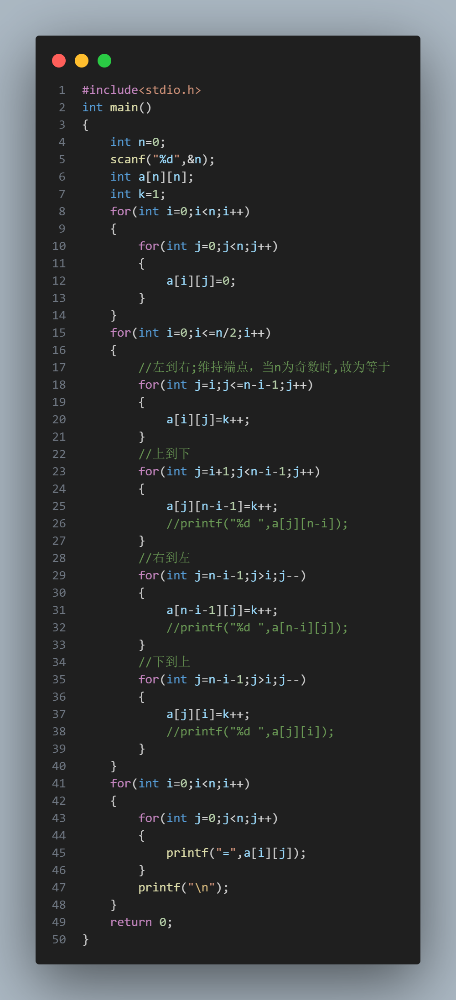 1 #include<stdio.h>
2 int main()
3 {
4     int n=0;
5     scanf("%d",&n);
6     int a[n][n];
7     int k=1;
8     for(int i=0;i<n;i++)
9     {
10         for(int j=0;j<n;j++)
11         {
12             a[i][j]=0;
13         }
14     }
15     for(int i=0;i<=n/2;i++)
16     {
17         //左到右;维持端点，当n为奇数时,故为等于
18         for(int j=i;j<=n-i-1;j++)
19         {
20             a[i][j]=k++;
21         }
22         //上到下
23         for(int j=i+1;j<n-i-1;j++)
24         {
25             a[j][n-i-1]=k++;
26             //printf("%d ",a[j][n-i]);
27         }
28         //右到左
29         for(int j=n-i-1;j>i;j--)
30         {
31             a[n-i-1][j]=k++;
32             //printf("%d ",a[n-i][j]);
33         }
34         //下到上
35         for(int j=n-i-1;j>i;j--)
36         {
37             a[j][i]=k++;
38             //printf("%d ",a[j][i]);
39         }
40     }
41     for(int i=0;i<n;i++)
42     {
43         for(int j=0;j<n;j++)
44         {
45             printf("=",a[i][j]);
46         }
47         printf("\n");
48     }
49     return 0;
50 }